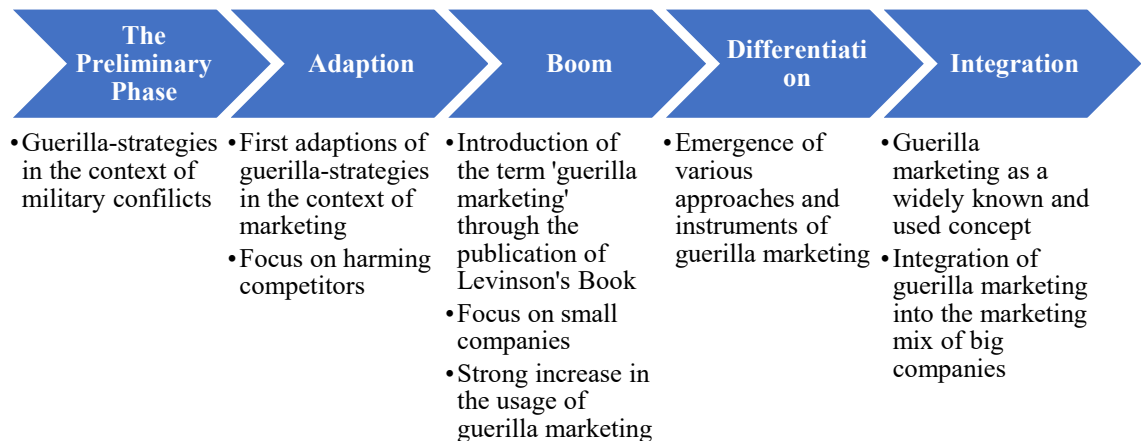 The
Preliminary
Phase
Adaption
Boom
Differentiati
on
Integration
•Guerilla-strategies
in the context of
military confilicts
•First adaptions of
guerilla-strategies
in the context of
marketing
•Focus on harming
competitors
•Introduction of
the term 'guerilla
marketing'
through the
publication of
Levinson's Book
•Focus on small
companies
•Strong increase in
the usage of
guerilla marketing
•Emergence of
various
approaches and
instruments of
guerilla marketing
•Guerilla
marketing as a
widely known and
used concept
•Integration of
guerilla marketing
into the marketing
mix of big
companies